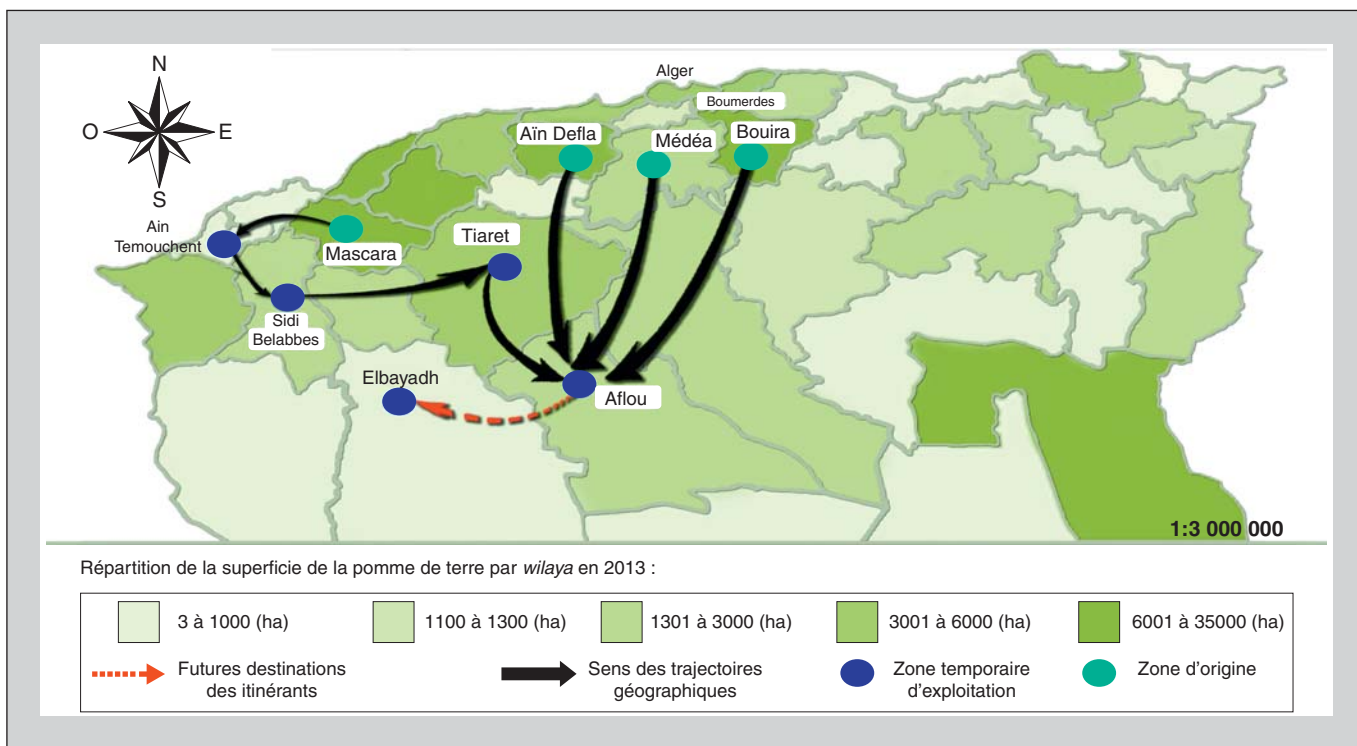 N
O
E
S
Alger
Boumerdes
Aïn Defla
Médéa
Bouira
Ain
Temouchent
Mascara
Tiaret
Sidi
Belabbes
Elbayadh
Aflou
1:3 000 000
Répartition de la superficie de la pomme de terre par wilaya en 2013 :
3 à 1000 (ha)
1100 à 1300 (ha)
1301 à 3000 (ha)
3001 à 6000 (ha)
6001 à 35000 (ha)
Futures destinations
des itinérants
Sens des trajectoires
géographiques
Zone temporaire
d'exploitation
Zone d'origine